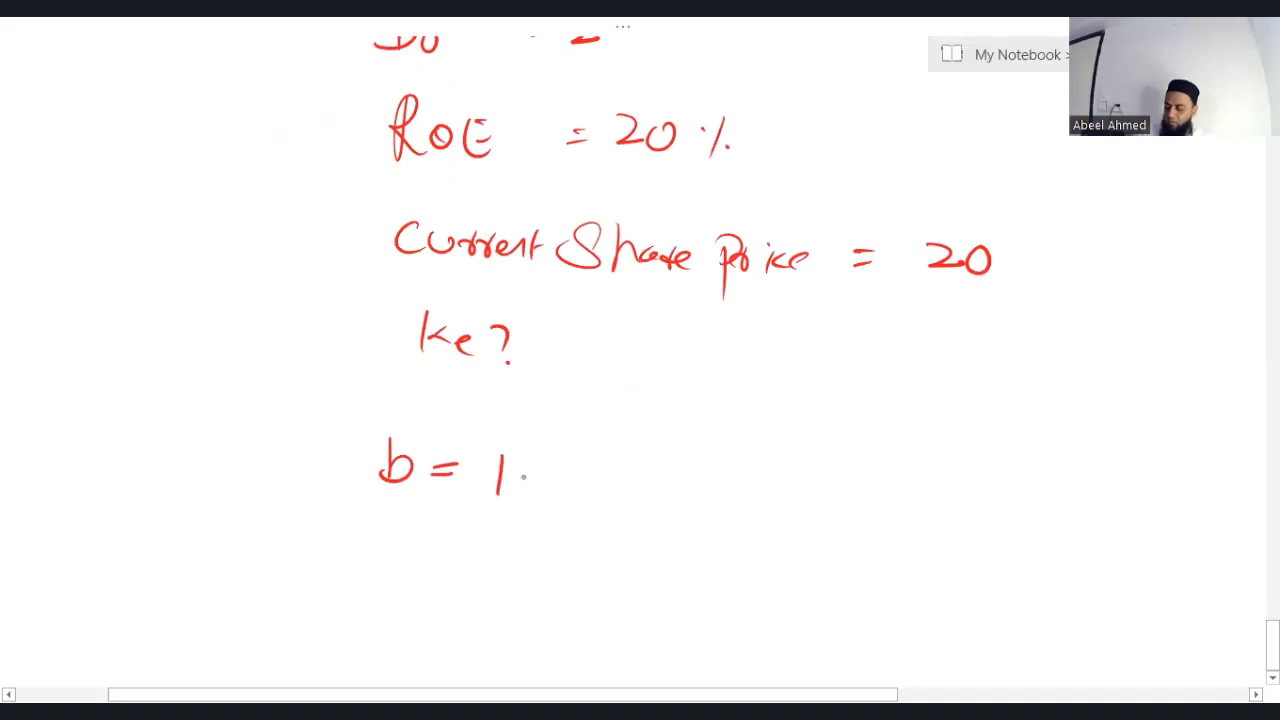 ...
My Notebook >
Abeel Ahmed
ROE = 20 %
Current Share Price = 20
ke?
b = 1